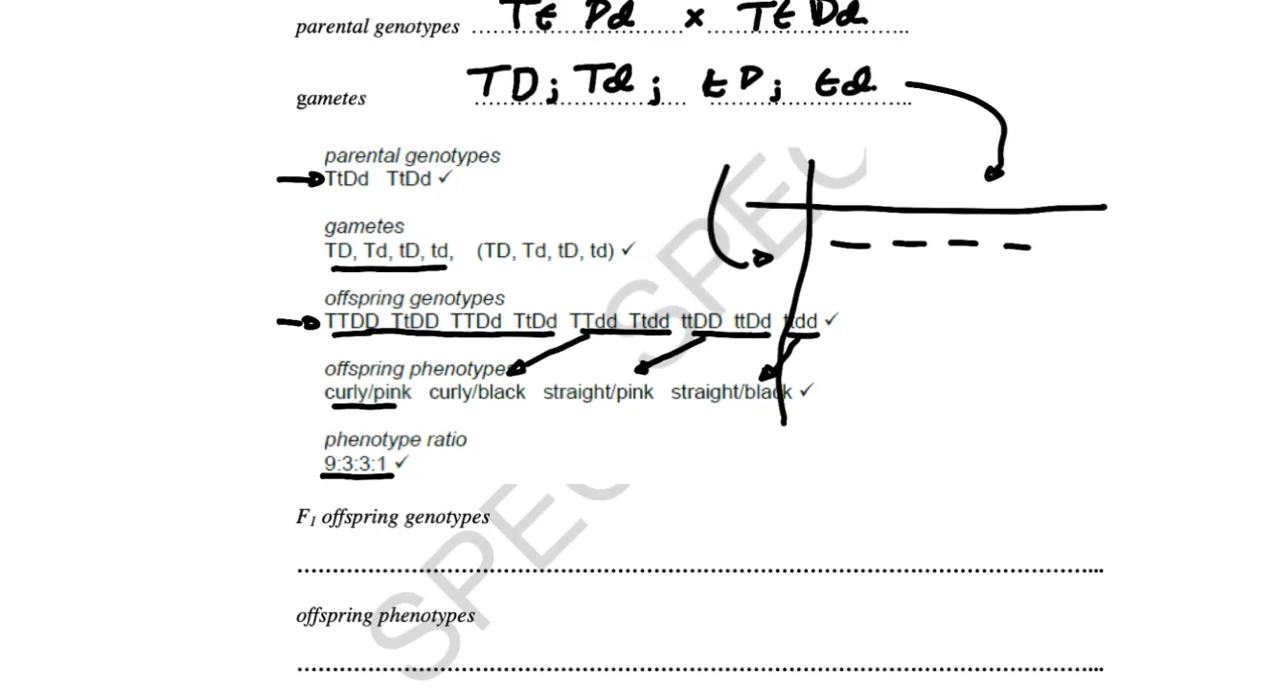 parental genotypes Tt Dd x Tt Dd
gametes TD; Td; tD; td
parental genotypes
TtDd TtDd ✓
gametes
TD, Td, tD, td, (TD, Td, tD, td) ✓
offspring genotypes
TTDD TtDD TTDd TtDd TTdd Ttdd ttDD ttDd ttdd ✓
offspring phenotypes
curly/pink curly/black straight/pink straight/black ✓
phenotype ratio
9:3:3:1 ✓
F1 offspring genotypes
offspring phenotypes
SPEC
SPEC